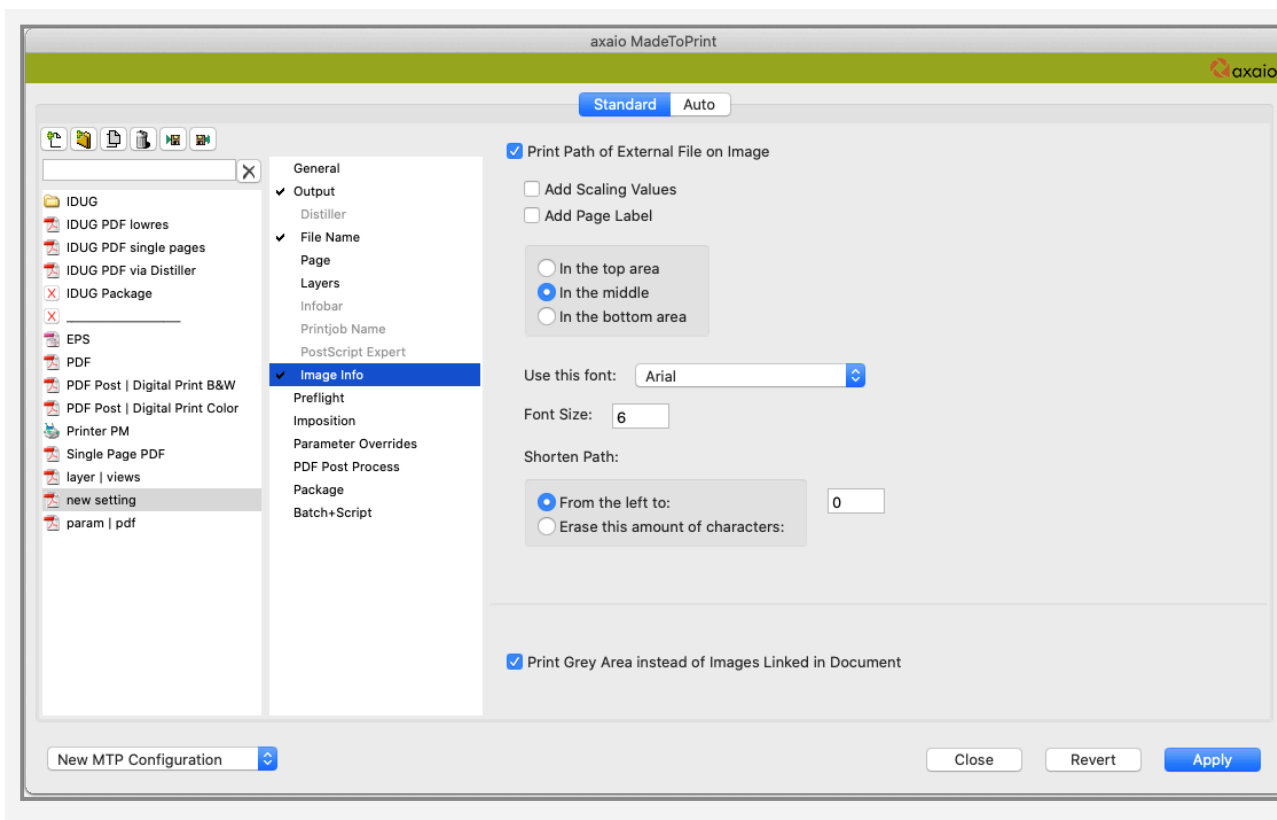 axaio MadeToPrint
axaio
Standard Auto
IDUG
IDUG PDF lowres
IDUG PDF single pages
IDUG PDF via Distiller
IDUG Package
_________________
EPS
PDF
PDF Post | Digital Print B&W
PDF Post | Digital Print Color
Printer PM
Single Page PDF
layer | views
new setting
param | pdf
General
Output
Distiller
File Name
Page
Layers
Infobar
Printjob Name
PostScript Expert
Image Info
Preflight
Imposition
Parameter Overrides
PDF Post Process
Package
Batch+Script
Print Path of External File on Image
Add Scaling Values
Add Page Label
In the top area
In the middle
In the bottom area
Use this font: Arial
Font Size: 6
Shorten Path:
From the left to: 0
Erase this amount of characters:
Print Grey Area instead of Images Linked in Document
New MTP Configuration
Close Revert Apply